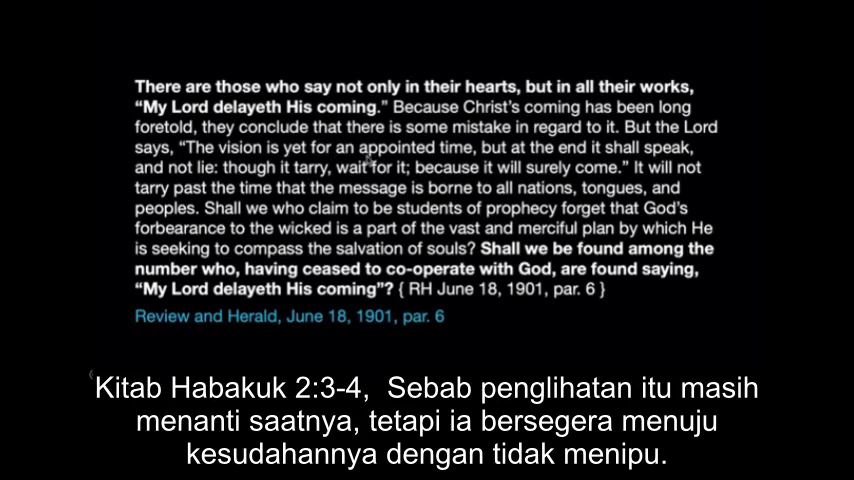 There are those who say not only in their hearts, but in all their works,
“My Lord delayeth His coming.” Because Christ’s coming has been long
foretold, they conclude that there is some mistake in regard to it. But the Lord
says, “The vision is yet for an appointed time, but at the end it shall speak,
and not lie: though it tarry, wait for it; because it will surely come.” It will not
tarry past the time that the message is borne to all nations, tongues, and
peoples. Shall we who claim to be students of prophecy forget that God’s
forbearance to the wicked is a part of the vast and merciful plan by which He
is seeking to compass the salvation of souls? Shall we be found among the
number who, having ceased to co-operate with God, are found saying,
“My Lord delayeth His coming”? { RH June 18, 1901, par. 6 }
Review and Herald, June 18, 1901, par. 6
Kitab Habakuk 2:3-4, Sebab penglihatan itu masih
menanti saatnya, tetapi ia bersegera menuju
kesudahannya dengan tidak menipu.